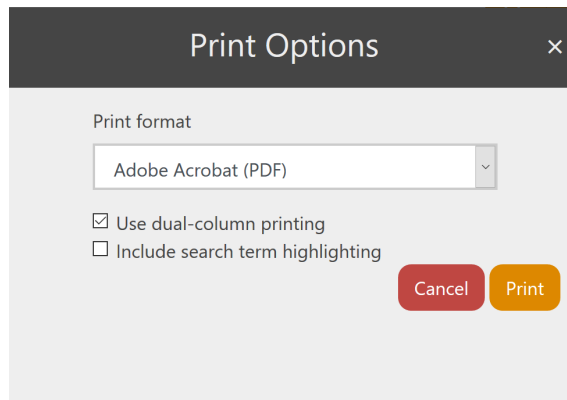 Print Options
×
Print format
Adobe Acrobat (PDF)
Use dual-column printing
Include search term highlighting
Cancel Print